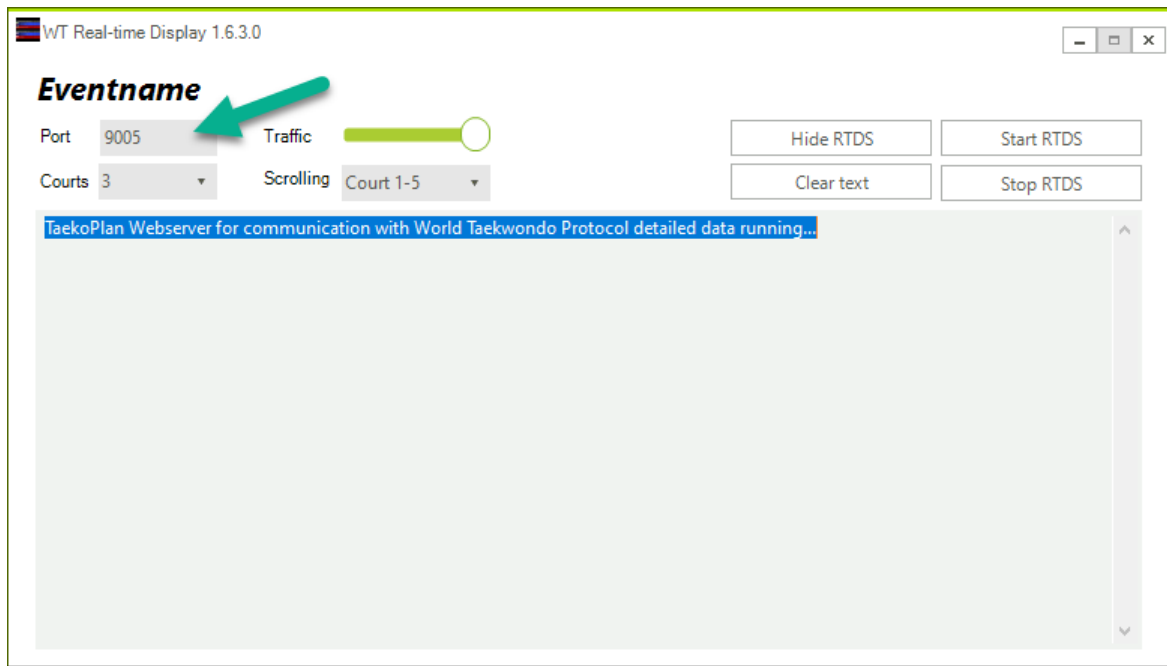 WT Real-time Display 1.6.3.0
Eventname
Port 9005 Traffic Hide RTDS Start RTDS
Courts 3 Scrolling Court 1-5 Clear text Stop RTDS
TaekoPlan Webserver for communication with World Taekwondo Protocol detailed data running...